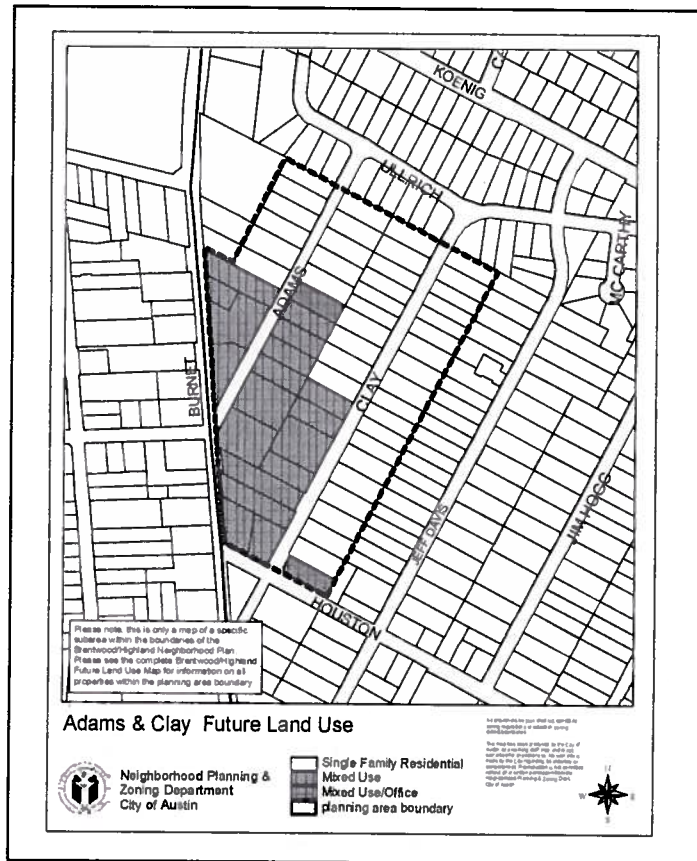 KOENIG
ULLRICH
MC CARTHY
ADAMS
BURNET
CLAY
JIM HOGG
JEFF DAVIS
HOUSTON
Please note, this is only a map of a specific
subarea within the boundaries of the
Brentwood/Highland Neighborhood Plan
Please see the complete Brentwood/Highland
Future Land Use Map for information on all
properties within the planning area boundary
Adams & Clay Future Land Use
Neighborhood Planning &
Zoning Department
City of Austin
Single Family Residential
Mixed Use
Mixed Use/Office
planning area boundary
N
W
E
S